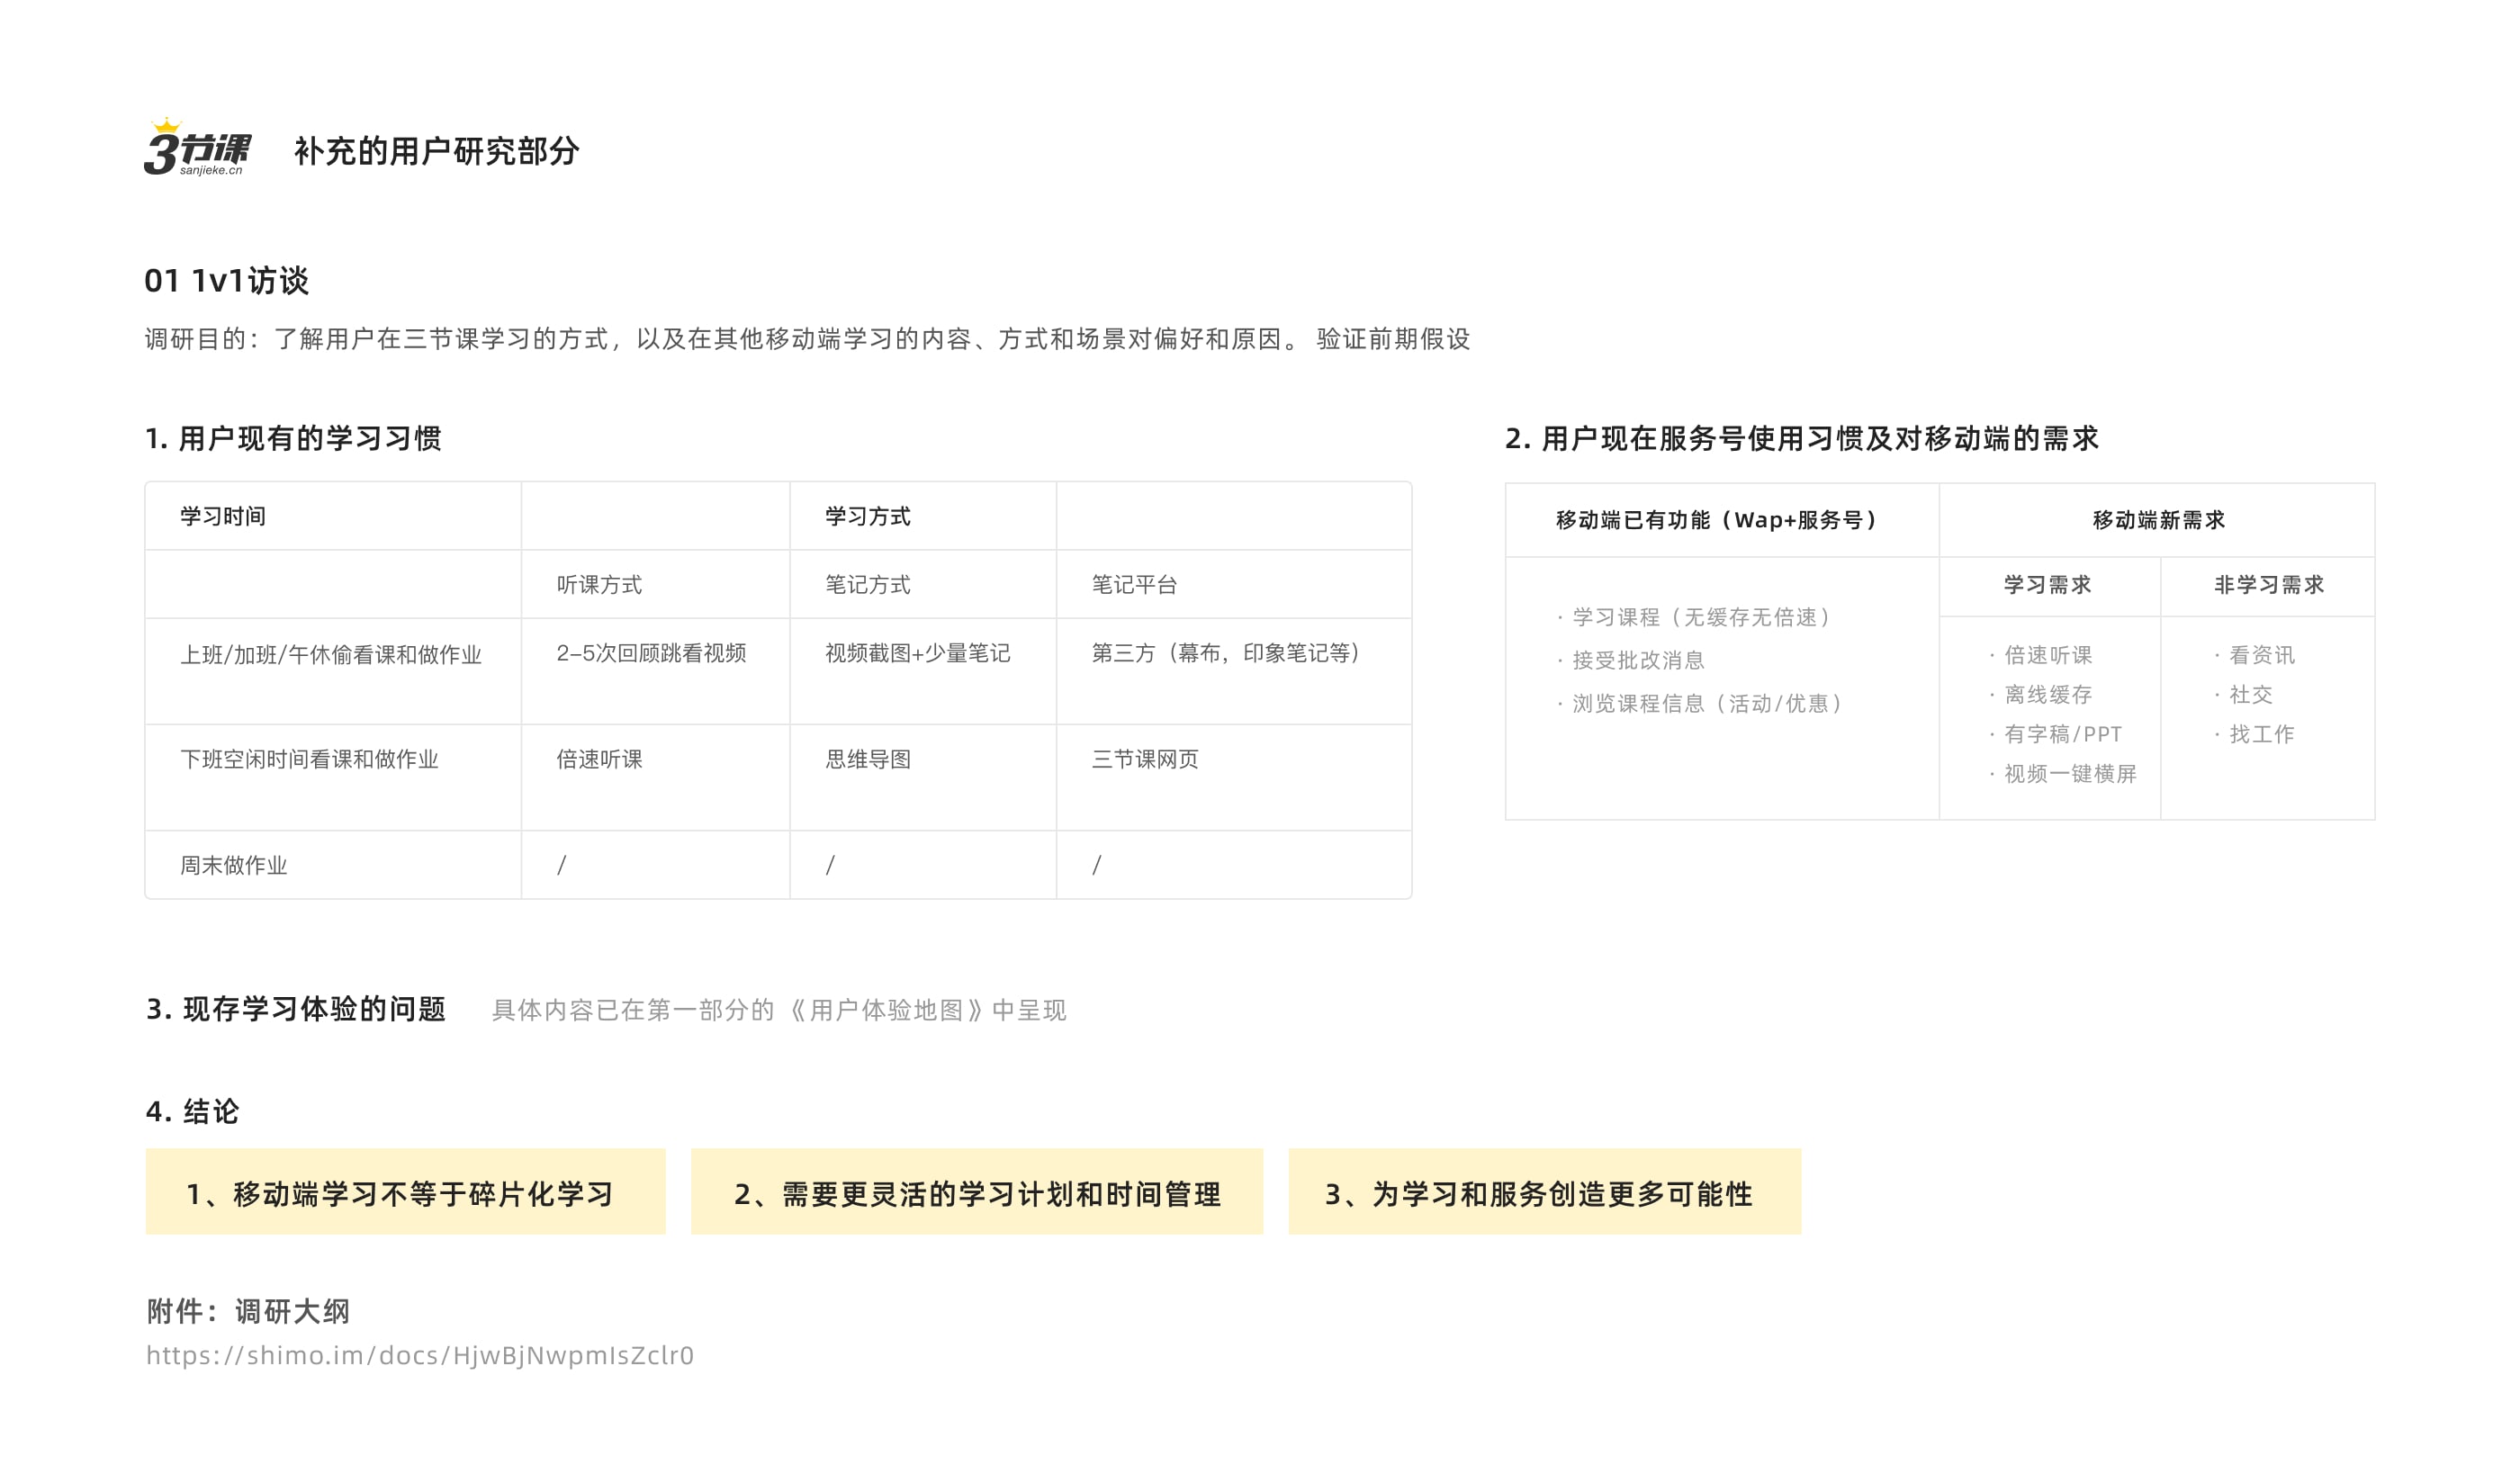 3节课
sanjieke.cn
补充的用户研究部分
01 1v1访谈
调研目的：了解用户在三节课学习的方式，以及在其他移动端学习的内容、方式和场景对偏好和原因。 验证前期假设
1. 用户现有的学习习惯
学习时间 学习方式
听课方式 笔记方式 笔记平台
上班/加班/午休偷看课和做作业 2-5次回顾跳看视频 视频截图+少量笔记 第三方（幕布，印象笔记等）
下班空闲时间看课和做作业 倍速听课 思维导图 三节课网页
周末做作业 / / /
2. 用户现在服务号使用习惯及对移动端的需求
移动端已有功能（Wap+服务号） 移动端新需求
学习需求 非学习需求
· 学习课程（无缓存无倍速）
· 接受批改消息
· 浏览课程信息（活动/优惠）
· 倍速听课
· 离线缓存
· 有字稿/PPT
· 视频一键横屏
· 看资讯
· 社交
· 找工作
3. 现存学习体验的问题 具体内容已在第一部分的《用户体验地图》中呈现
4. 结论
1、移动端学习不等于碎片化学习
2、需要更灵活的学习计划和时间管理
3、为学习和服务创造更多可能性
附件：调研大纲
https://shimo.im/docs/HjwBjNwpmIsZclr0